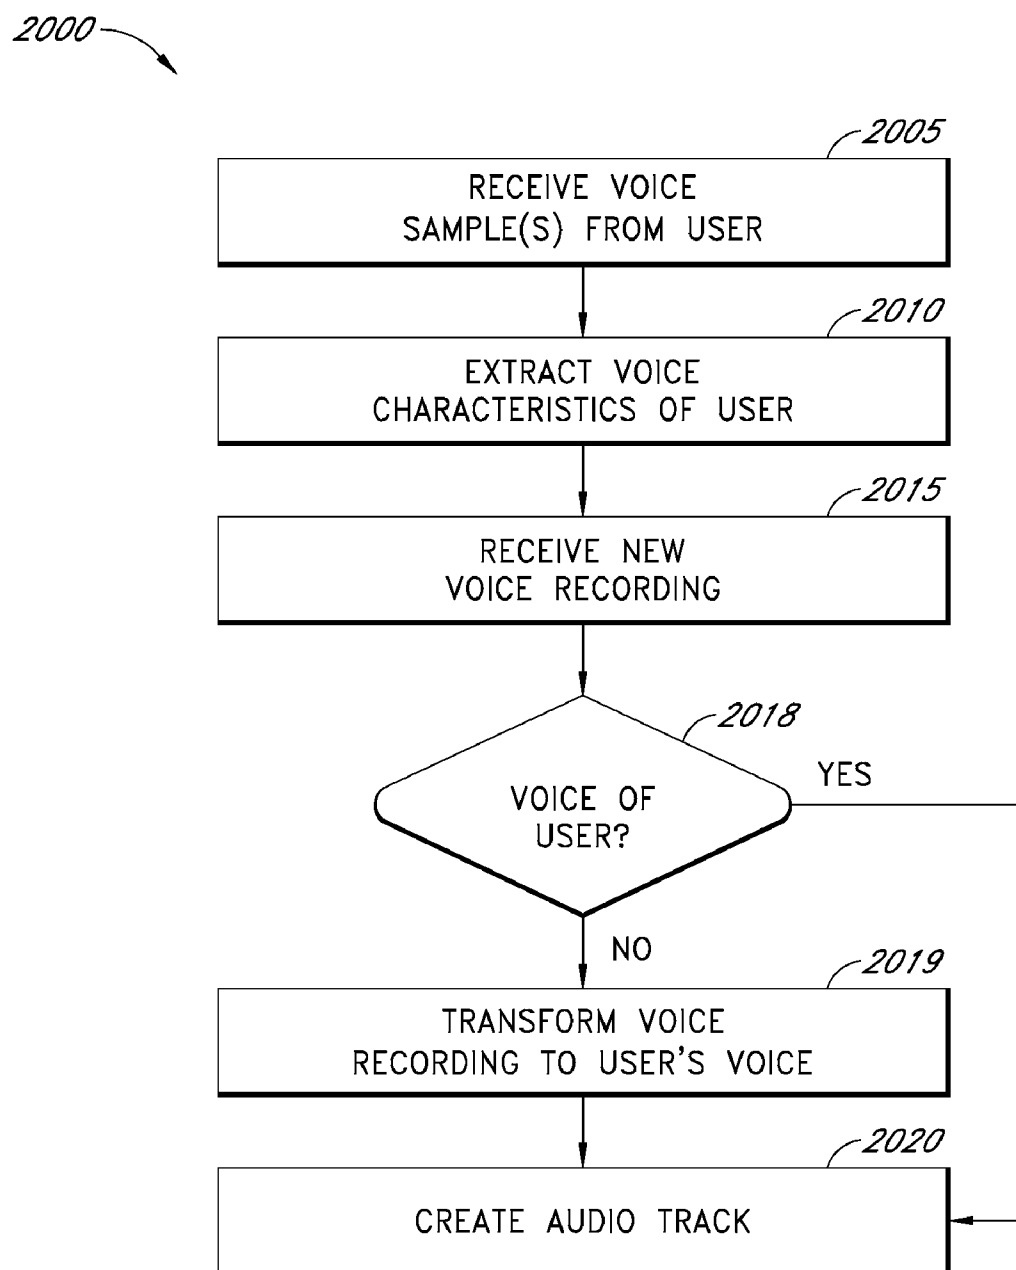 2000
2005
RECEIVE VOICE
SAMPLE(S) FROM USER
2010
EXTRACT VOICE
CHARACTERISTICS OF USER
2015
RECEIVE NEW
VOICE RECORDING
2018
VOICE OF
USER?
YES
NO
2019
TRANSFORM VOICE
RECORDING TO USER'S VOICE
2020
CREATE AUDIO TRACK